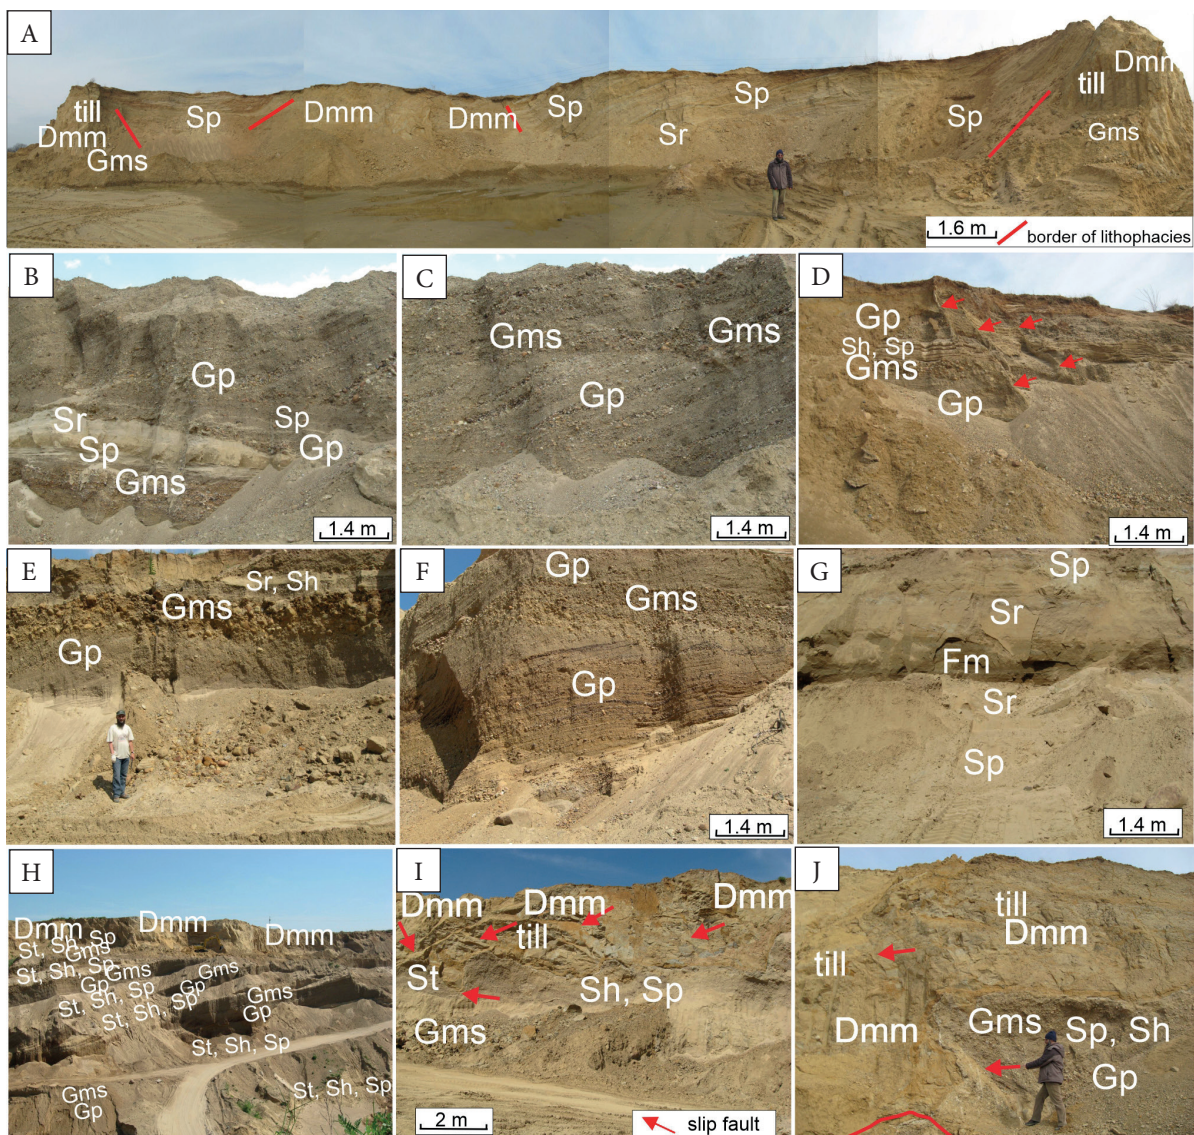 A
till
Dmm
Gms
Sp
Dmm
Dmm
Sp
Sr
Sp
Sp
Dmm
till
Gms
1.6 m
border of lithophacies
B
Gp
Sr
Sp
Sp
Gp
Gms
1.4 m
C
Gms
Gms
Gp
1.4 m
D
Gp
Sh, Sp
Gms
Gp
1.4 m
E
Sr, Sh
Gms
Gp
F
Gp
Gms
Gp
1.4 m
G
Sp
Sr
Fm
Sr
Sp
1.4 m
H
Dmm
Dmm
Dmm
St, Sh, Sp
Gms
St, Sh, Sp
Gms
Gms
Gp
Gp
St, Sh, Sp
Gms
St, Sh, Sp
Gp
St, Sh, Sp
Gms
Gp
St, Sh, Sp
I
Dmm
Dmm
Dmm
till
St
Sh, Sp
Gms
2 m
slip fault
J
till
Dmm
till
Dmm
Gms
Sp, Sh
Gp